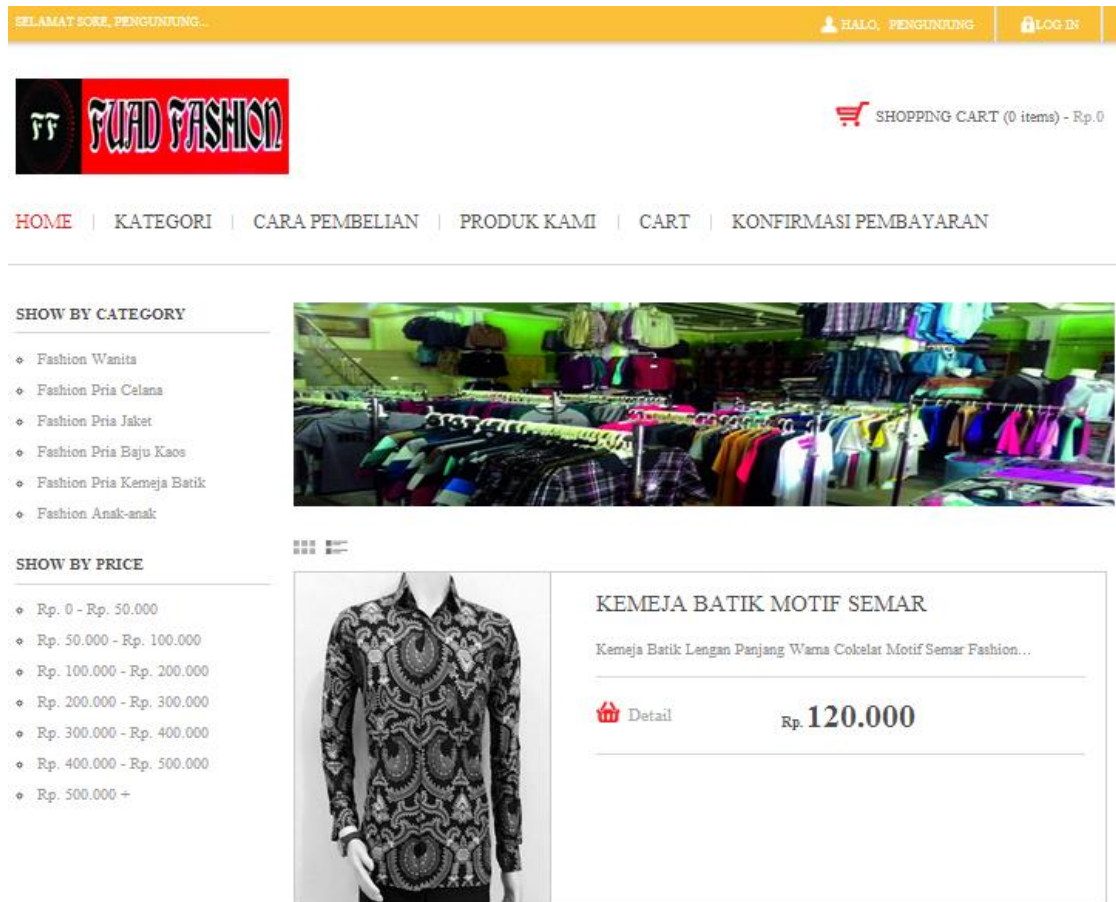 SELAMAT SORE, PENGUNJUNG...
HALO, PENGUNJUNG
LOG IN
FF FUAD FASHION
SHOPPING CART (0 items) - Rp.0
HOME | KATEGORI | CARA PEMBELIAN | PRODUK KAMI | CART | KONFIRMASI PEMBAYARAN
SHOW BY CATEGORY
Fashion Wanita
Fashion Pria Celana
Fashion Pria Jaket
Fashion Pria Baju Kaos
Fashion Pria Kemeja Batik
Fashion Anak-anak
SHOW BY PRICE
Rp. 0 - Rp. 50.000
Rp. 50.000 - Rp. 100.000
Rp. 100.000 - Rp. 200.000
Rp. 200.000 - Rp. 300.000
Rp. 300.000 - Rp. 400.000
Rp. 400.000 - Rp. 500.000
Rp. 500.000 +
KEMEJA BATIK MOTIF SEMAR
Kemeja Batik Lengan Panjang Warna Cokelat Motif Semar Fashion...
Detail
Rp. 120.000